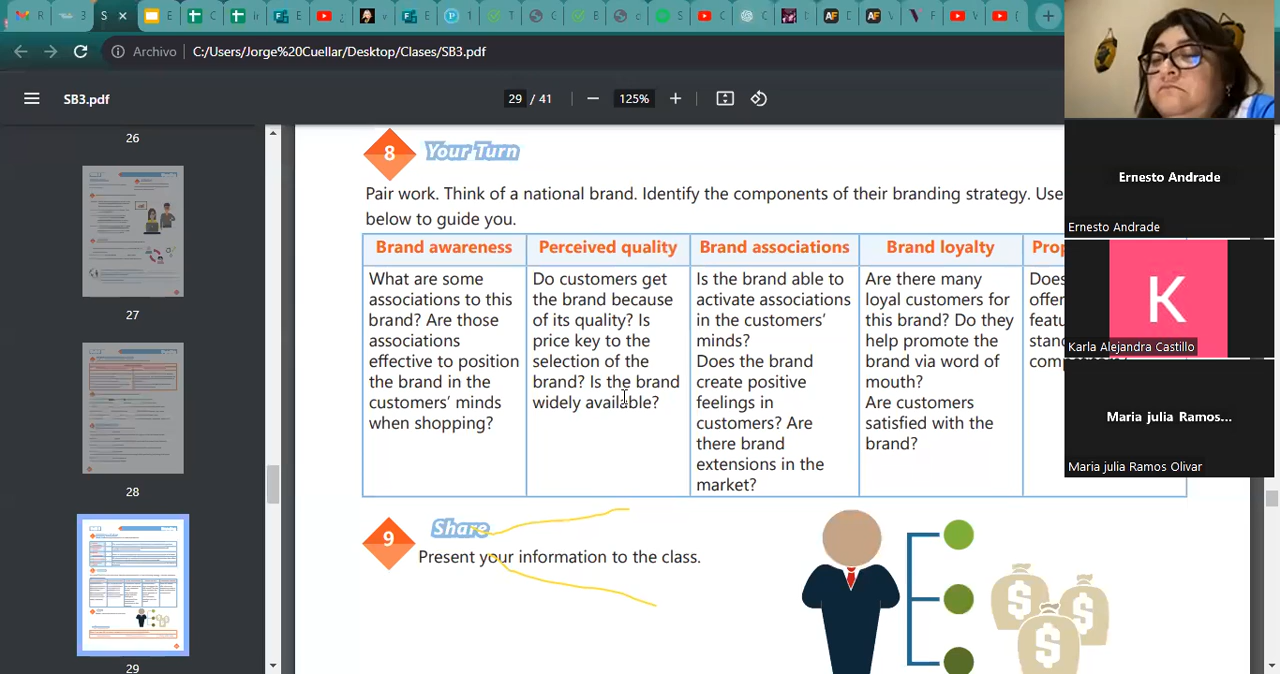 Archivo
C:/Users/Jorge%20Cuellar/Desktop/Clases/SB3.pdf
SB3.pdf
29 / 41
125%
26
27
28
29
8
Your Turn
Pair work. Think of a national brand. Identify the components of their branding strategy. Use
below to guide you.
Brand awareness
What are some
associations to this
brand? Are those
associations
effective to position
the brand in the
customers' minds
when shopping?
Perceived quality
Do customers get
the brand because
of its quality? Is
price key to the
selection of the
brand? Is the brand
widely available?
Brand associations
Is the brand able to
activate associations
in the customers'
minds?
Does the brand
create positive
feelings in
customers? Are
there brand
extensions in the
market?
Brand loyalty
Are there many
loyal customers for
this brand? Do they
help promote the
brand via word of
mouth?
Are customers
satisfied with the
brand?
9
Share
Present your information to the class.
$
$
$
Ernesto Andrade
Ernesto Andrade
K
Karla Alejandra Castillo
Maria julia Ramos...
Maria julia Ramos Olivar